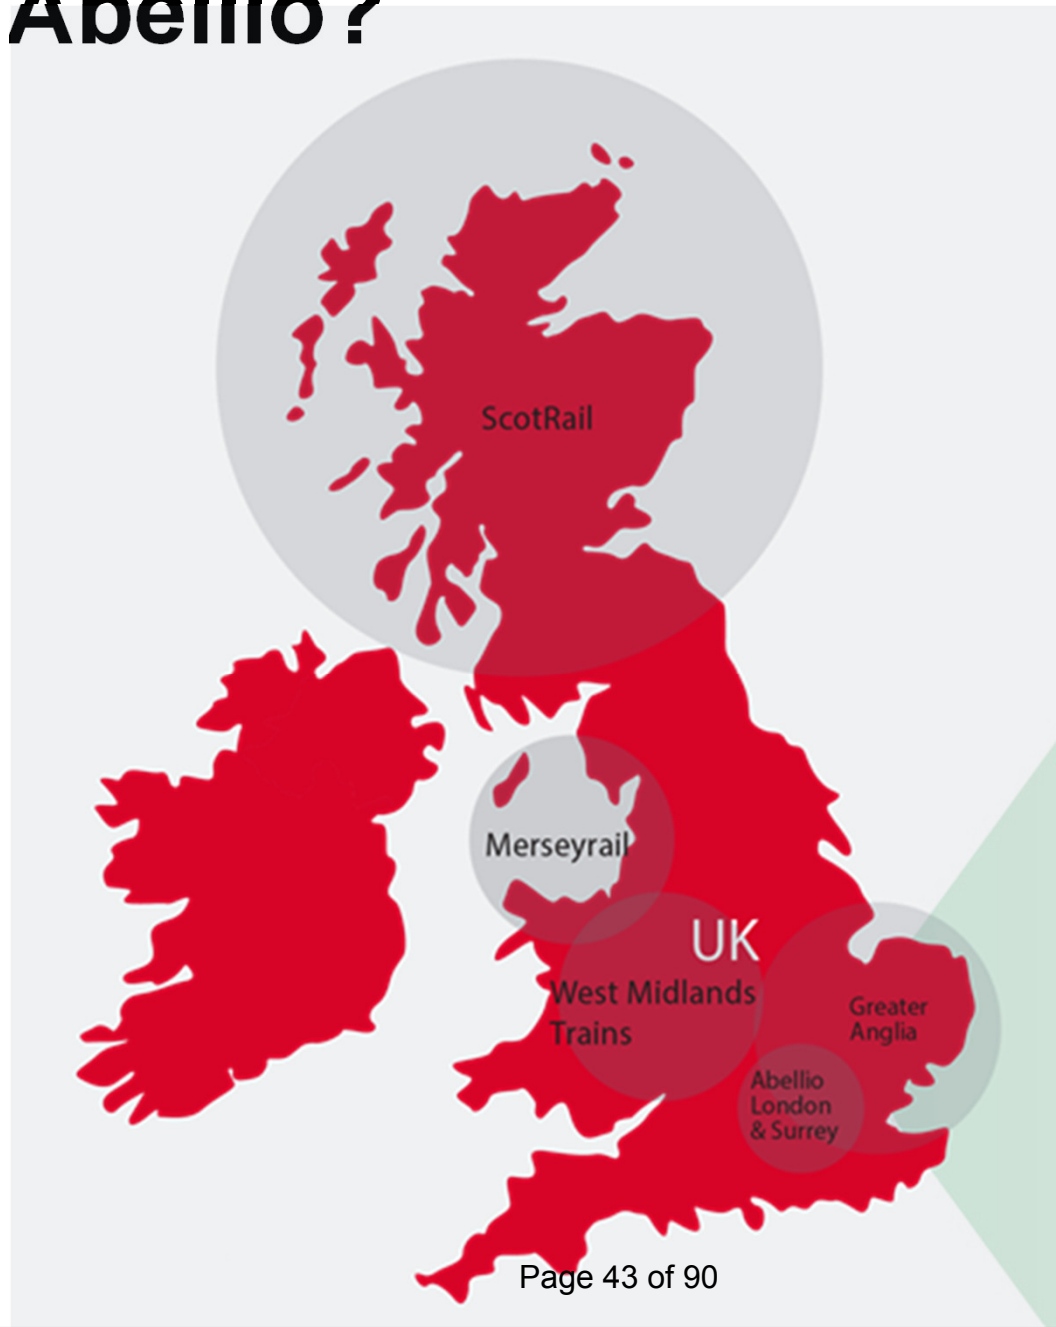 Abellio?
ScotRail
Merseyrail
UK
West Midlands
Trains
Greater
Anglia
Abellio
London
& Surrey
Page 43 of 90